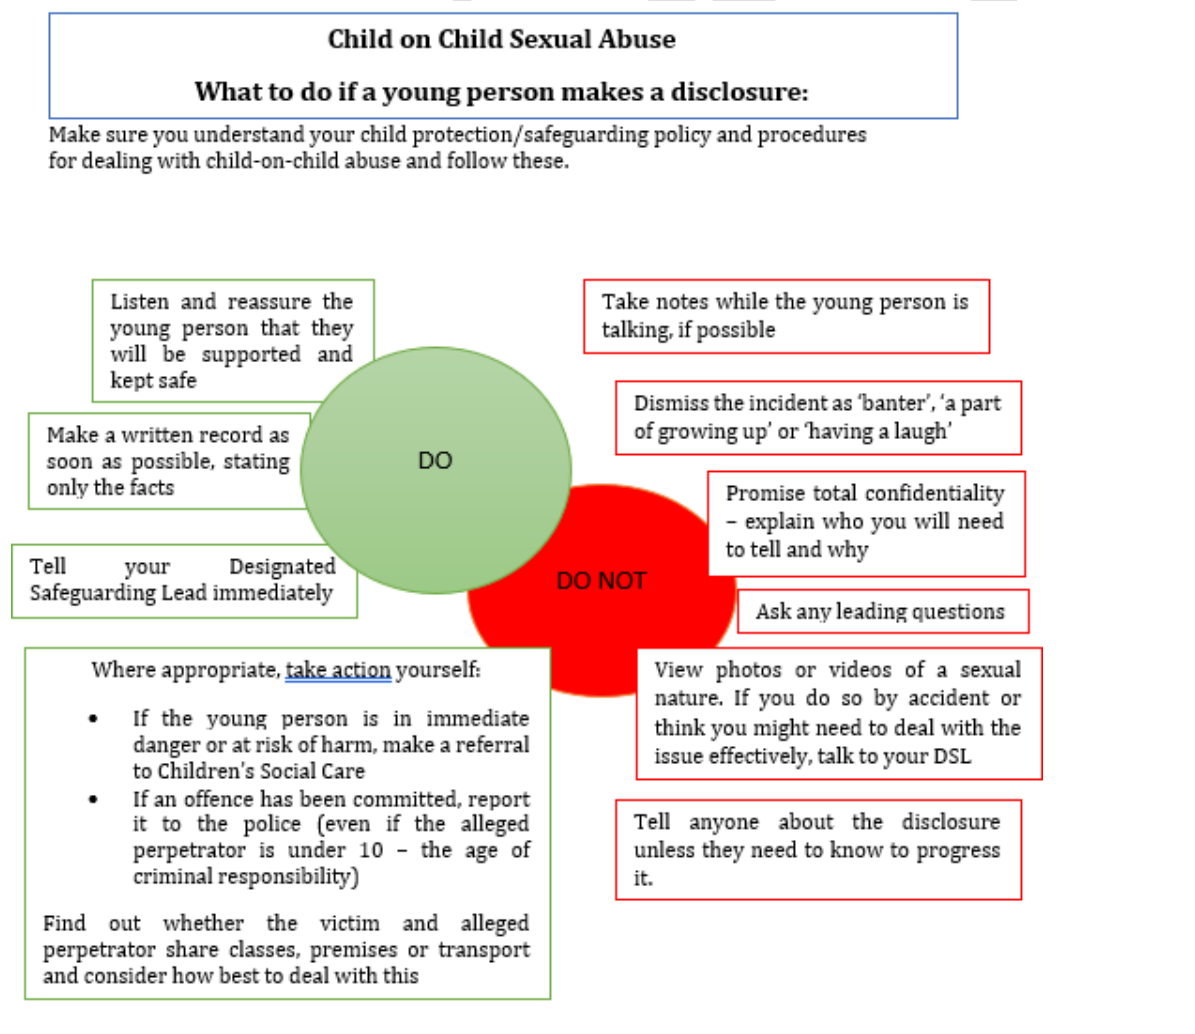 Child on Child Sexual Abuse
What to do if a young person makes a disclosure:
Make sure you understand your child protection/safeguarding policy and procedures
for dealing with child-on-child abuse and follow these.
DO
Listen and reassure the
young person that they
will be supported and
kept safe
Make a written record as
soon as possible, stating
only the facts
Tell your Designated
Safeguarding Lead immediately
Where appropriate, take action yourself:
• If the young person is in immediate
danger or at risk of harm, make a referral
to Children's Social Care
• If an offence has been committed, report
it to the police (even if the alleged
perpetrator is under 10 – the age of
criminal responsibility)
Find out whether the victim and alleged
perpetrator share classes, premises or transport
and consider how best to deal with this
DO NOT
Take notes while the young person is
talking, if possible
Dismiss the incident as ‘banter’, ‘a part
of growing up’ or ‘having a laugh’
Promise total confidentiality
– explain who you will need
to tell and why
Ask any leading questions
View photos or videos of a sexual
nature. If you do so by accident or
think you might need to deal with the
issue effectively, talk to your DSL
Tell anyone about the disclosure
unless they need to know to progress
it.